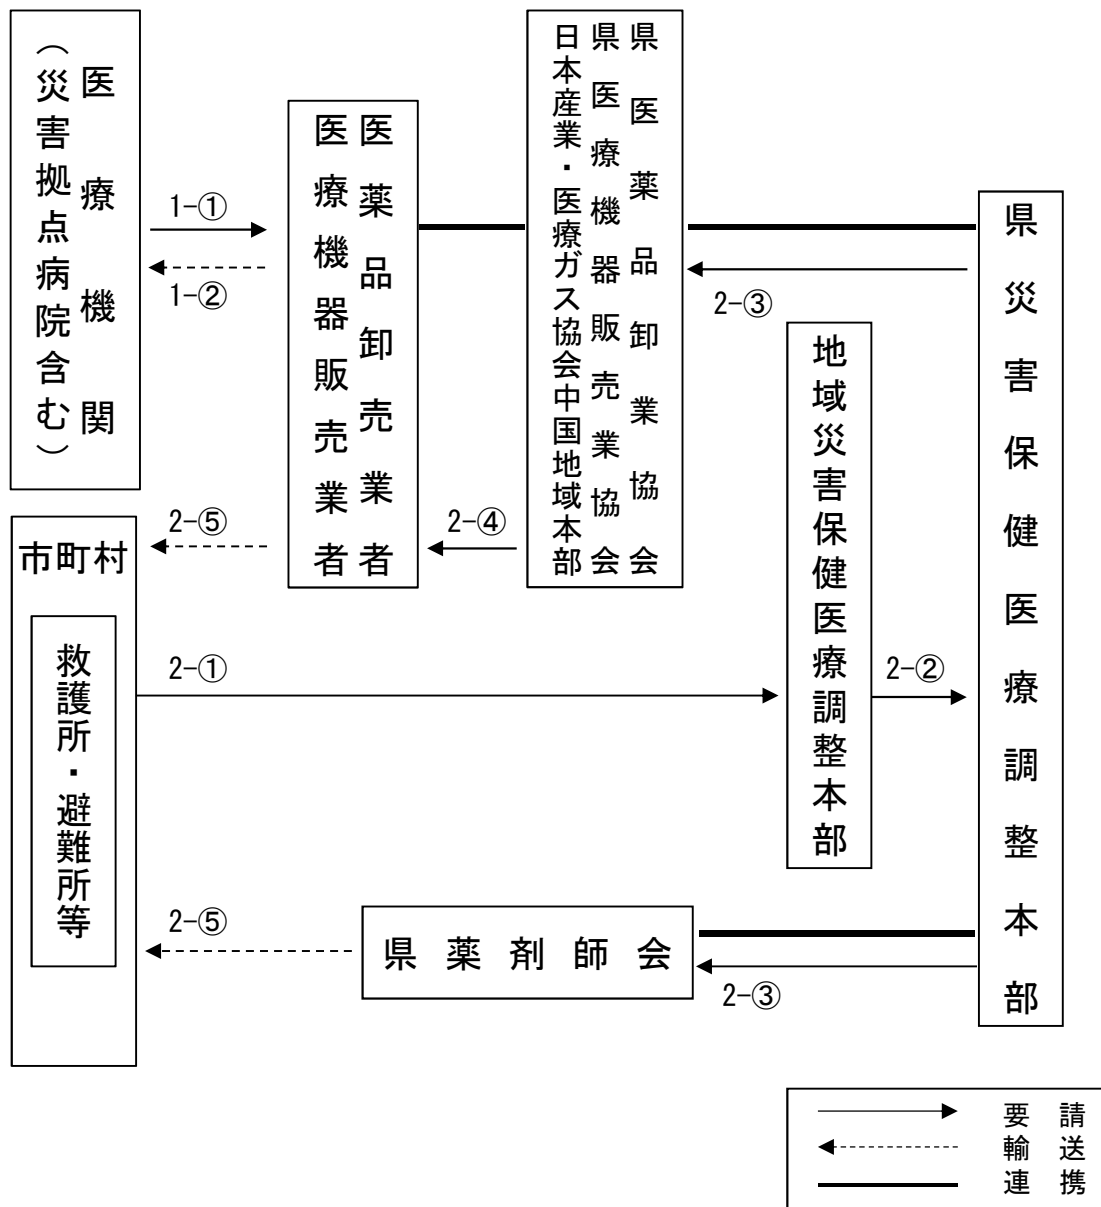 医療機関
（災害拠点病院含む）
1-①
1-②
医薬品卸売業者
医療機器販売業者
県医薬品卸業協会
県医療機器販売業協会
日本産業・医療ガス協会中国地域本部
2-③
県災害保健医療調整本部
地域災害保健医療調整本部
2-⑤
2-④
市町村
救護所・避難所等
2-①
2-②
2-⑤
県薬剤師会
2-③
要請
輸送
連携